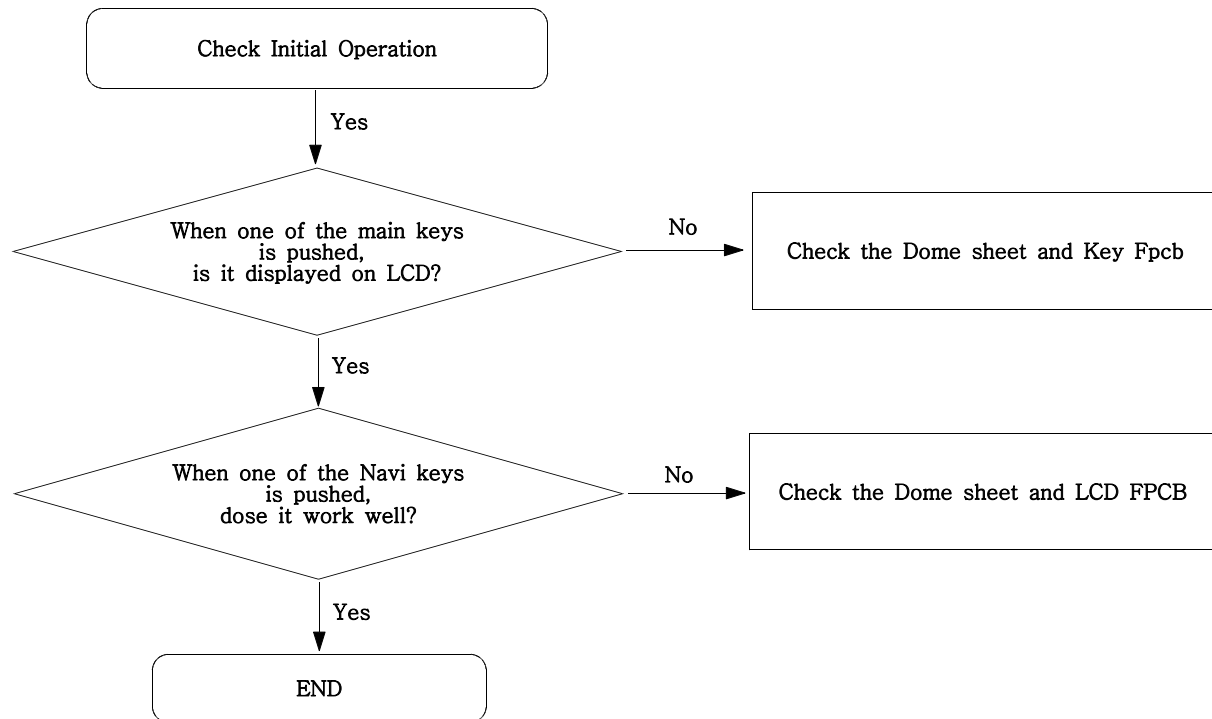 Check Initial Operation
Yes
When one of the main keys
is pushed,
is it displayed on LCD?
No
Check the Dome sheet and Key Fpcb
Yes
When one of the Navi keys
is pushed,
dose it work well?
No
Check the Dome sheet and LCD FPCB
Yes
END